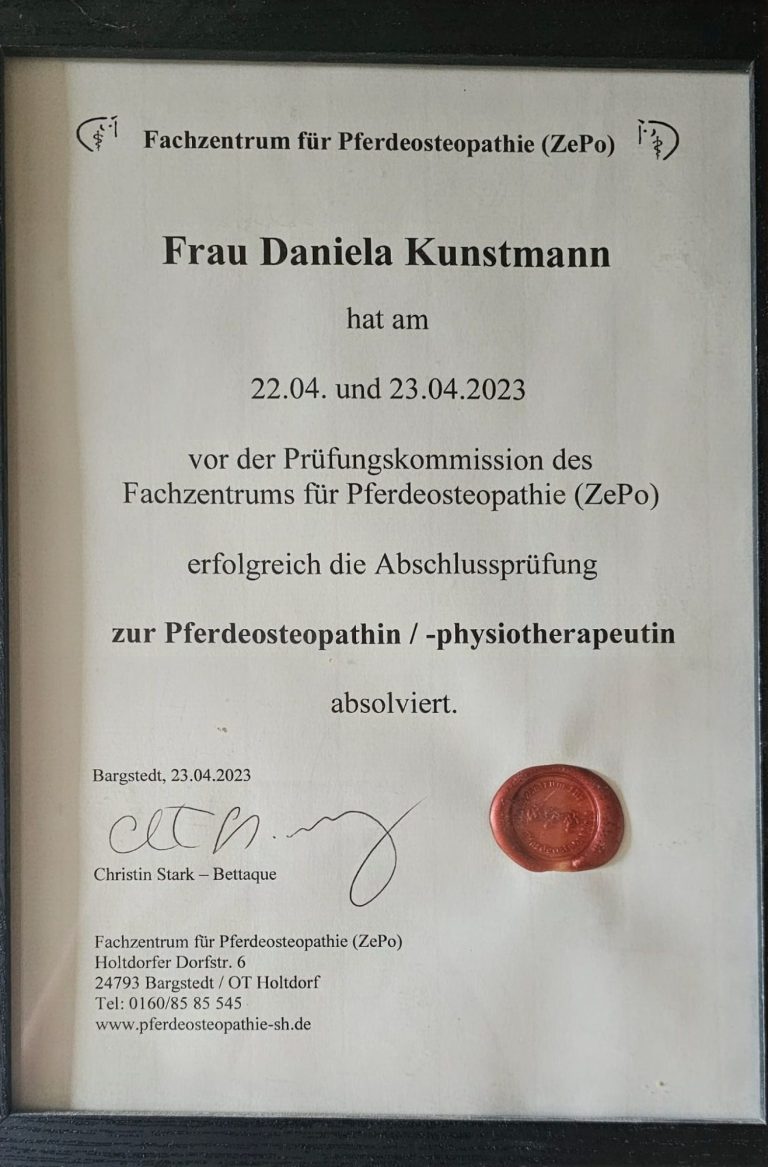 Fachzentrum für Pferdeosteopathie (ZePo)
Frau Daniela Kunstmann
hat am
22.04. und 23.04.2023
vor der Prüfungskommission des
Fachzentrums für Pferdeosteopathie (ZePo)
erfolgreich die Abschlussprüfung
zur Pferdeosteopathin / -physiotherapeutin
absolviert.
Bargstedt, 23.04.2023
Christin Stark – Bettaque
Fachzentrum für Pferdeosteopathie (ZePo)
Holtdorfer Dorfstr. 6
24793 Bargstedt / OT Holtdorf
Tel: 0160/85 85 545
www.pferdeosteopathie-sh.de